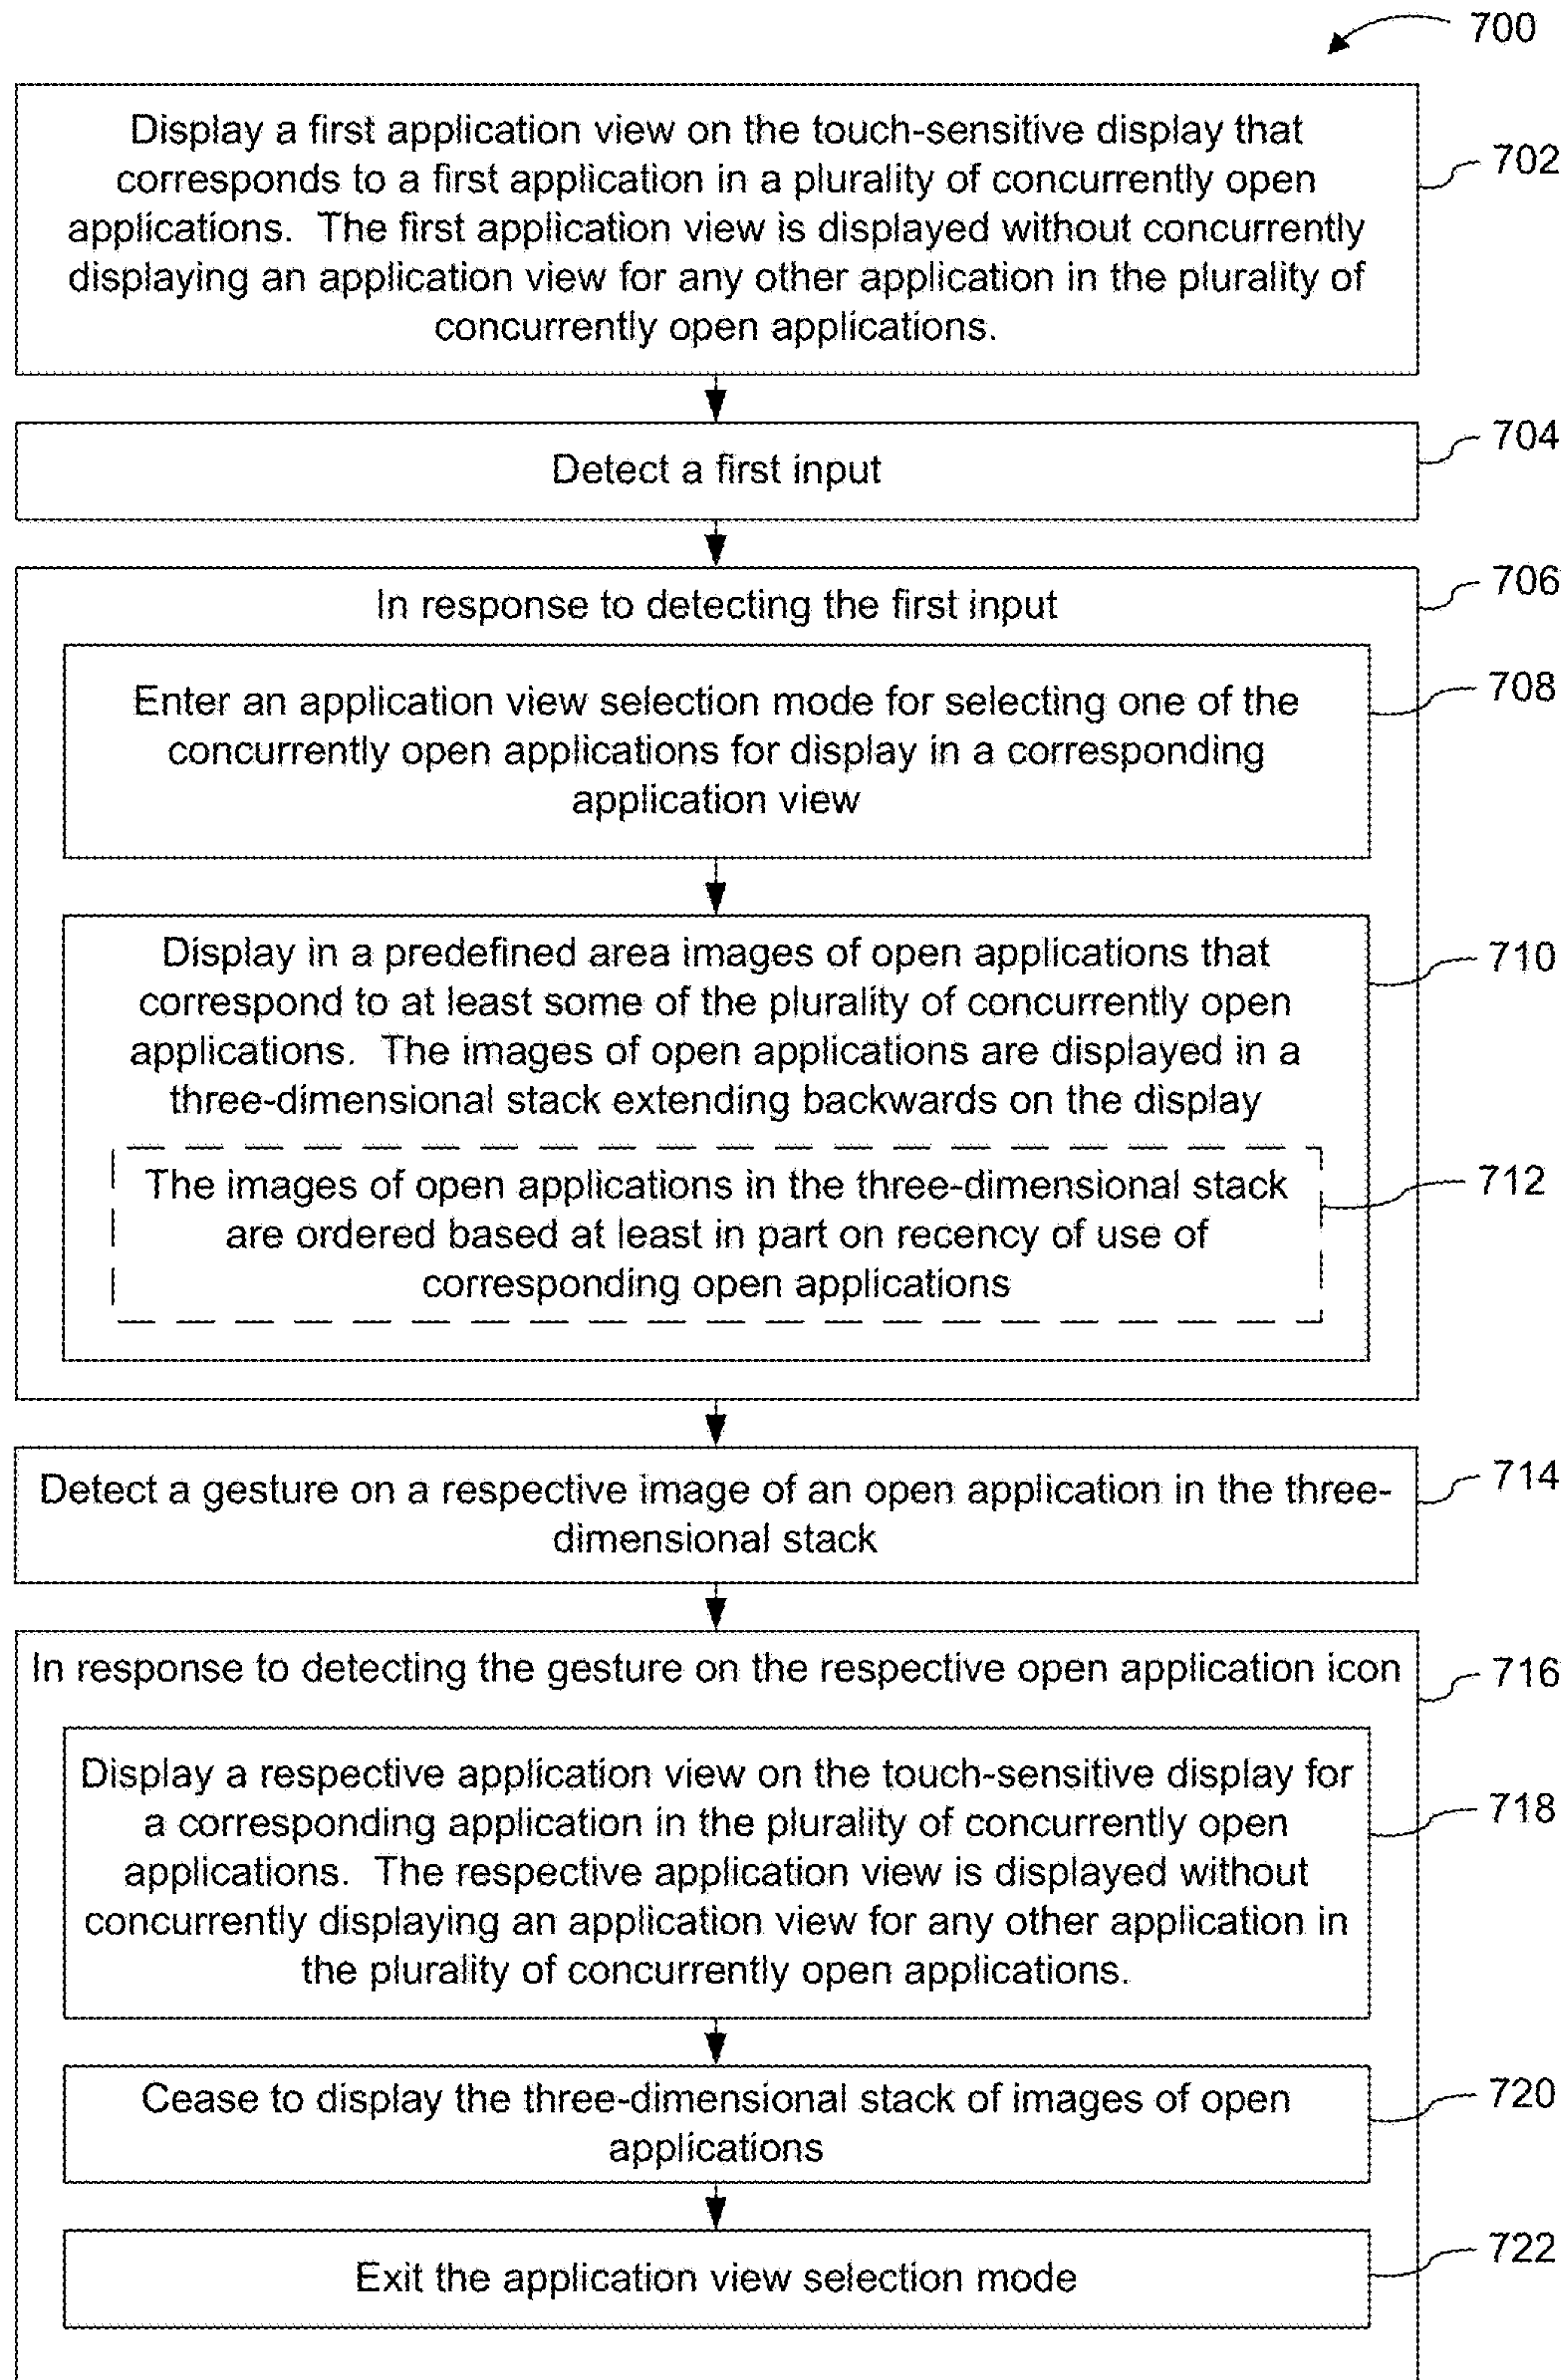 700
Display a first application view on the touch-sensitive display that
corresponds to a first application in a plurality of concurrently open
applications. The first application view is displayed without concurrently
displaying an application view for any other application in the plurality of
concurrently open applications.
702
Detect a first input
704
In response to detecting the first input
706
Enter an application view selection mode for selecting one of the
concurrently open applications for display in a corresponding
application view
708
Display in a predefined area images of open applications that
correspond to at least some of the plurality of concurrently open
applications. The images of open applications are displayed in a
three-dimensional stack extending backwards on the display
710
The images of open applications in the three-dimensional stack
are ordered based at least in part on recency of use of
corresponding open applications
712
Detect a gesture on a respective image of an open application in the three-
dimensional stack
714
In response to detecting the gesture on the respective open application icon
716
Display a respective application view on the touch-sensitive display for
a corresponding application in the plurality of concurrently open
applications. The respective application view is displayed without
concurrently displaying an application view for any other application in
the plurality of concurrently open applications.
718
Cease to display the three-dimensional stack of images of open
applications
720
Exit the application view selection mode
722